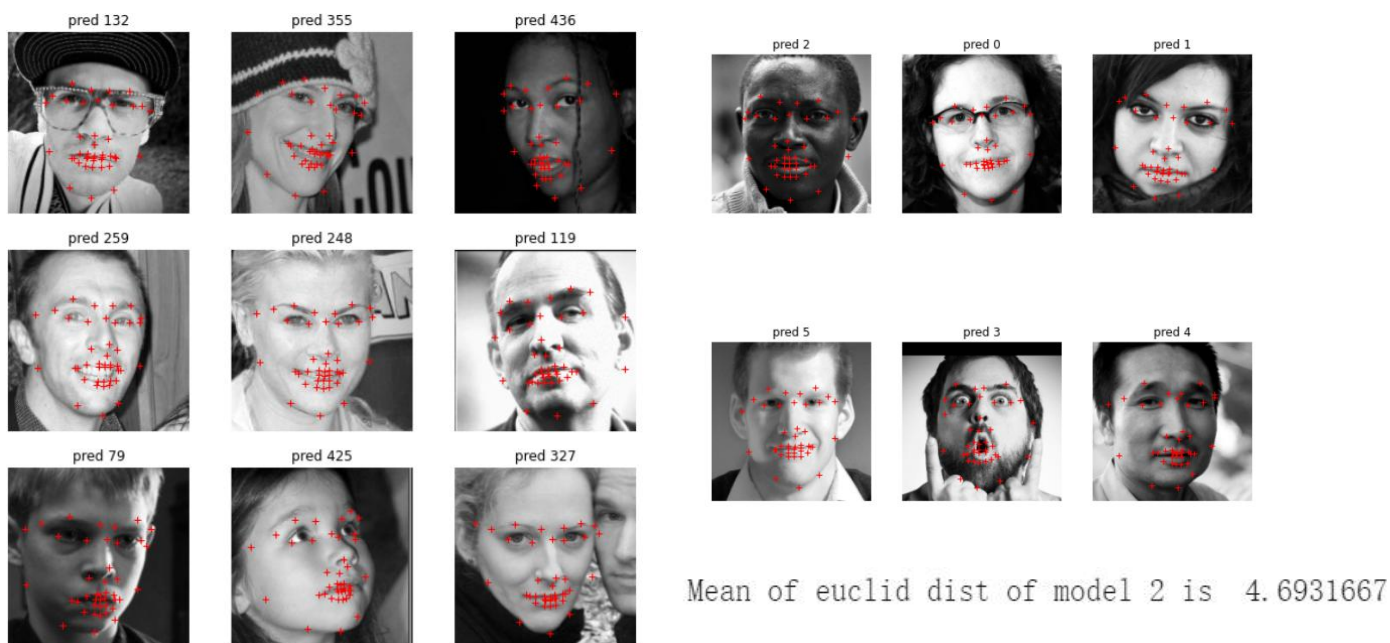 pred 132
pred 355
pred 436
COU
pred 259
pred 248
pred 119
AN
pred 79
pred 425
pred 327
pred 2
pred 0
pred 1
pred 5
pred 3
pred 4
Mean of euclid dist of model 2 is 4.6931667